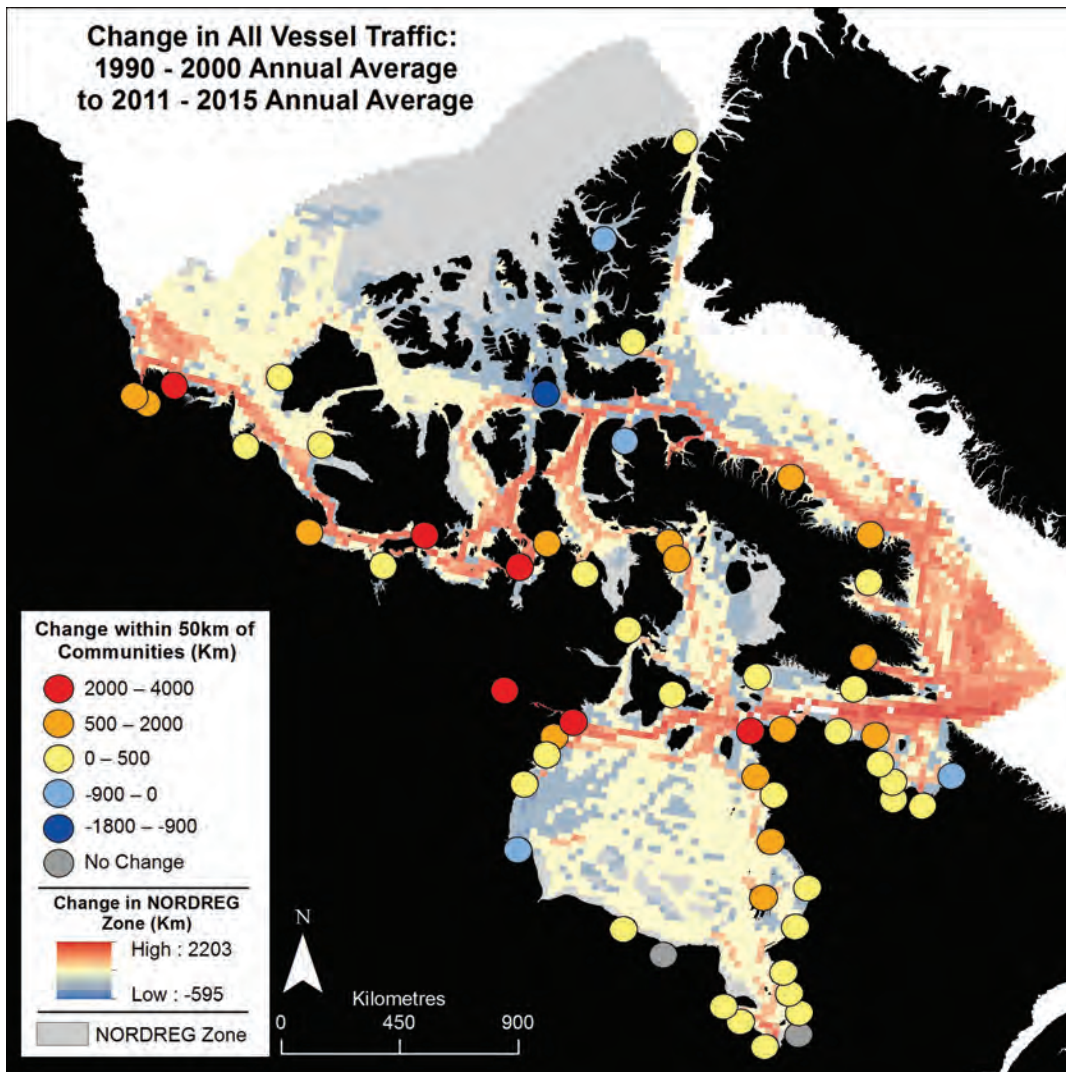 Change in All Vessel Traffic:
1990 - 2000 Annual Average
to 2011 - 2015 Annual Average
Change within 50km of
Communities (Km)
2000 – 4000
500 – 2000
0 – 500
-900 – 0
-1800 – -900
No Change
Change in NORDREG
Zone (Km)
High : 2203
Low : -595
NORDREG Zone
N
Kilometres
0 450 900